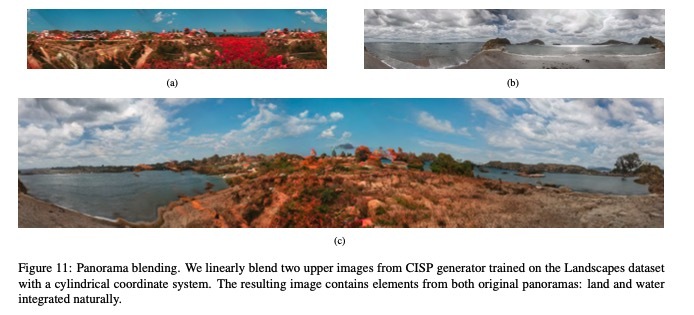 (a)
(b)
(c)
Figure 11: Panorama blending. We linearly blend two upper images from CISP generator trained on the Landscapes dataset
with a cylindrical coordinate system. The resulting image contains elements from both original panoramas: land and water
integrated naturally.